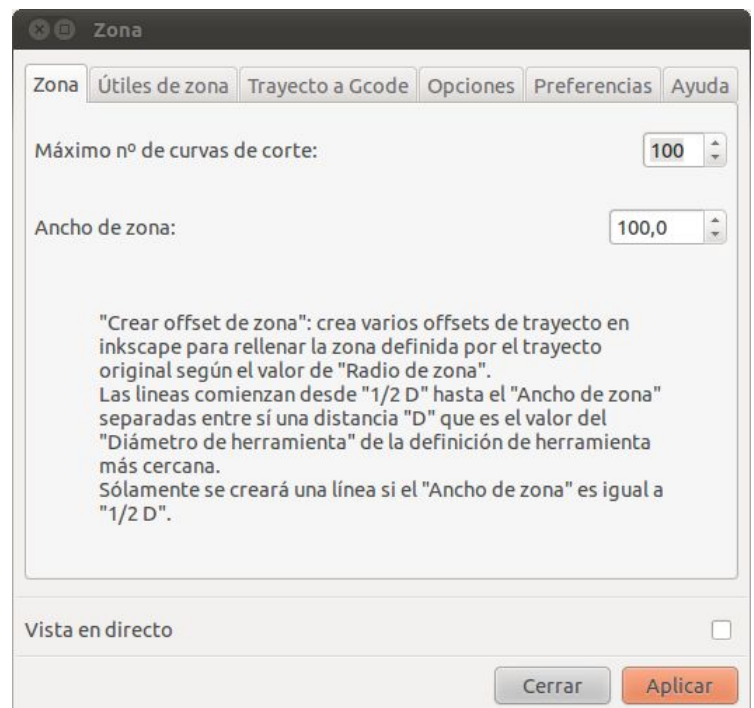 Zona
Zona Útiles de zona Trayecto a Gcode Opciones Preferencias Ayuda
Máximo nº de curvas de corte: 100
Ancho de zona: 100,0
"Crear offset de zona": crea varios offsets de trayecto en
inkscape para rellenar la zona definida por el trayecto
original según el valor de "Radio de zona".
Las lineas comienzan desde "1/2 D" hasta el "Ancho de zona"
separadas entre sí una distancia "D" que es el valor del
"Diámetro de herramienta" de la definición de herramienta
más cercana.
Sólamente se creará una línea si el "Ancho de zona" es igual a
"1/2 D".
Vista en directo
Cerrar Aplicar